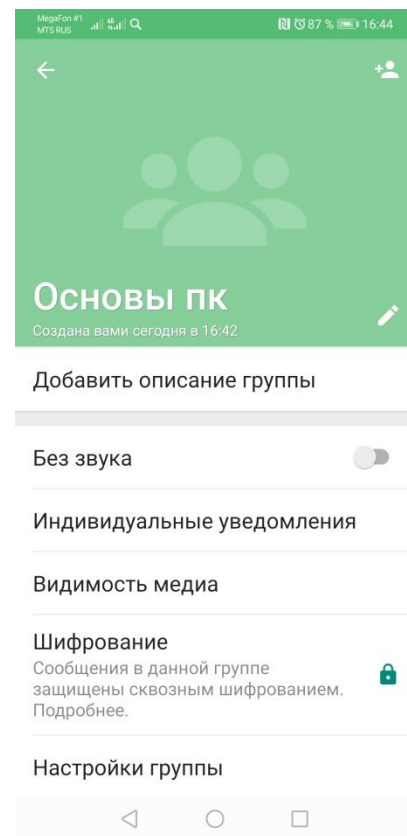 MegaFon #1
MTS RUS
87 % 16:44
Основы пк
Создана вами сегодня в 16:42
Добавить описание группы
Без звука
Индивидуальные уведомления
Видимость медиа
Шифрование
Сообщения в данной группе
защищены сквозным шифрованием.
Подробнее.
Настройки группы